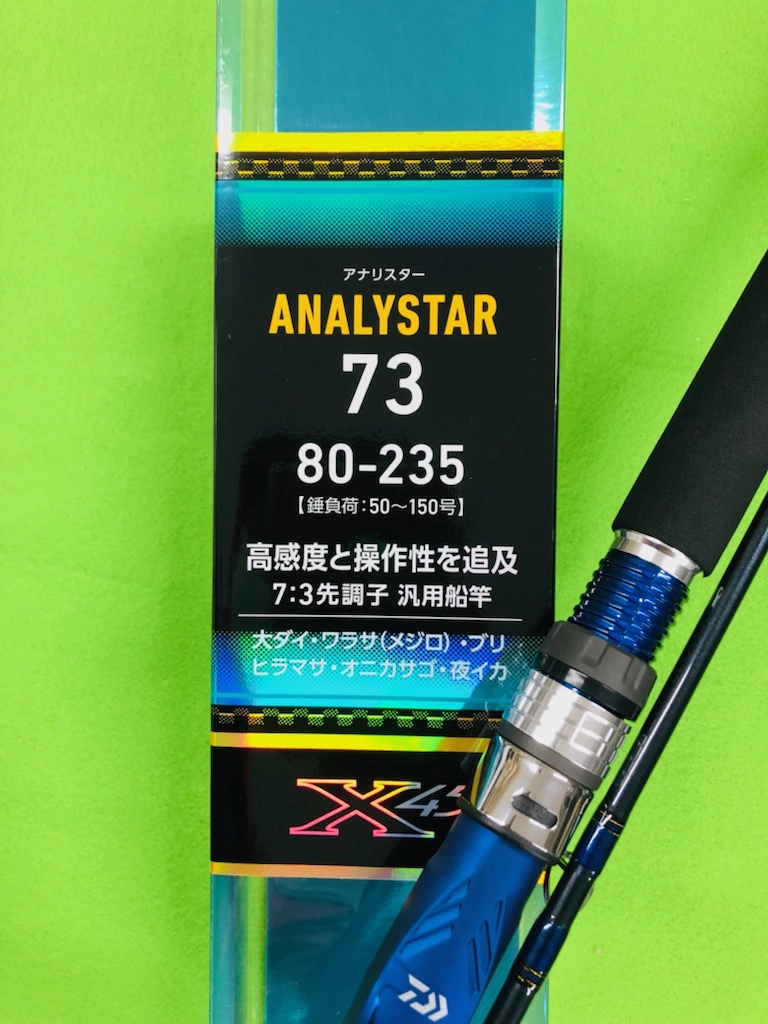 アナリスター
ANALYSTAR
73
80-235
【錘負荷:50〜150号】
高感度と操作性を追及
7:3先調子 汎用船竿
大ダイ・ワラサ(メジロ)・ブリ
ヒラマサ・オニカサゴ・夜イカ
X45